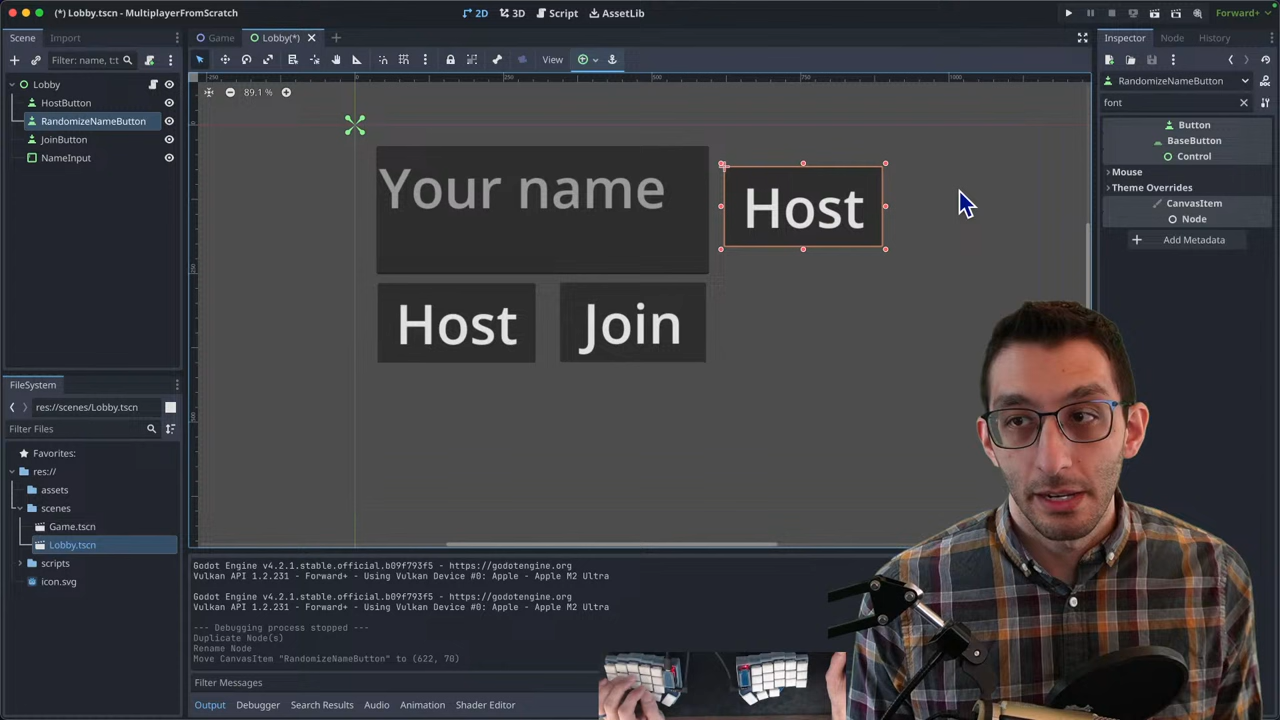 (*) Lobby.tscn - MultiplayerFromScratch
2D
3D
Script
AssetLib
Forward+
Scene
Import
Filter: name, t:t
Lobby
HostButton
RandomizeNameButton
JoinButton
NameInput
Game
Lobby(*)
View
-250
0
250
500
750
1000
89.1 %
Your name
Host
Host
Join
Inspector
Node
History
RandomizeNameButton
font
Button
BaseButton
Control
Mouse
Theme Overrides
CanvasItem
Node
Add Metadata
FileSystem
res://scenes/Lobby.tscn
Filter Files
Favorites:
res://
assets
scenes
Game.tscn
Lobby.tscn
scripts
icon.svg
Godot Engine v4.2.1.stable.official.b09f793f5 - https://godotengine.org
Vulkan API 1.2.231 - Forward+ - Using Vulkan Device #0: Apple - Apple M2 Ultra
Godot Engine v4.2.1.stable.official.b09f793f5 - https://godotengine.org
Vulkan API 1.2.231 - Forward+ - Using Vulkan Device #0: Apple - Apple M2 Ultra
--- Debugging process stopped ---
Duplicate Node(s)
Rename Node
Move CanvasItem "RandomizeNameButton" to (622, 70)
Filter Messages
Output
Debugger
Search Results
Audio
Animation
Shader Editor